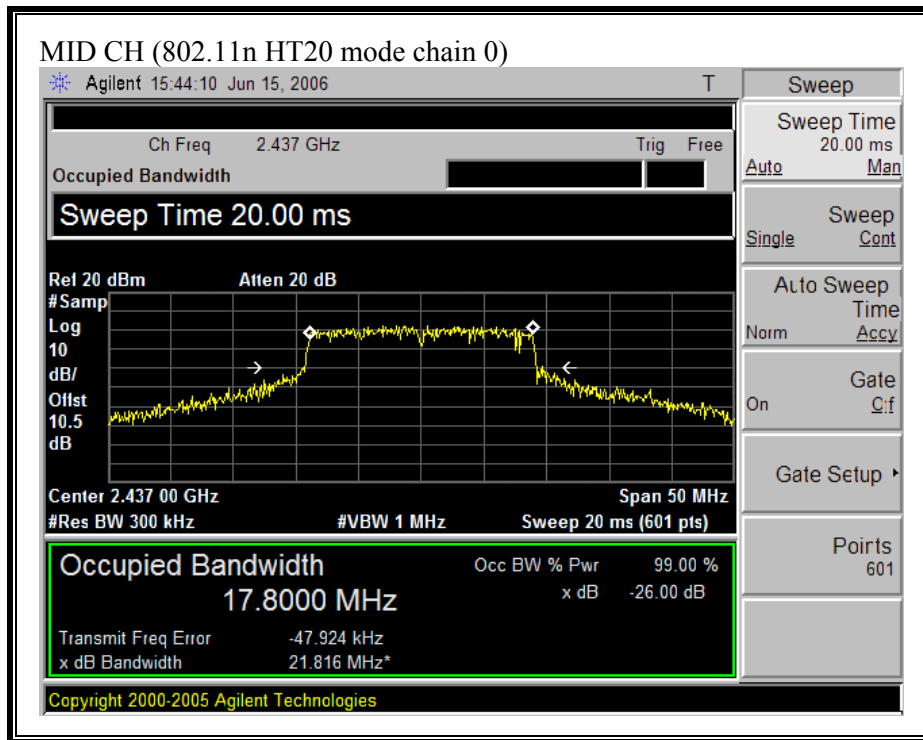 MID CH (802.11n HT20 mode chain 0)
Agilent 15:44:10 Jun 15, 2006 T
Ch Freq 2.437 GHz Trig Free
Occupied Bandwidth
Sweep Time 20.00 ms
Ref 20 dBm Atten 20 dB
#Samp
Log
10
dB/
Offst
10.5
dB
Center 2.437 00 GHz Span 50 MHz
#Res BW 300 kHz #VBW 1 MHz Sweep 20 ms (601 pts)
Occupied Bandwidth
17.8000 MHz
Occ BW % Pwr 99.00 %
x dB -26.00 dB
Transmit Freq Error -47.924 kHz
x dB Bandwidth 21.816 MHz*
Copyright 2000-2005 Agilent Technologies
Sweep
Sweep Time
20.00 ms
Auto Man
Sweep
Single Cont
Auto Sweep
Time
Norm Accy
Gate
On Off
Gate Setup
Points
601